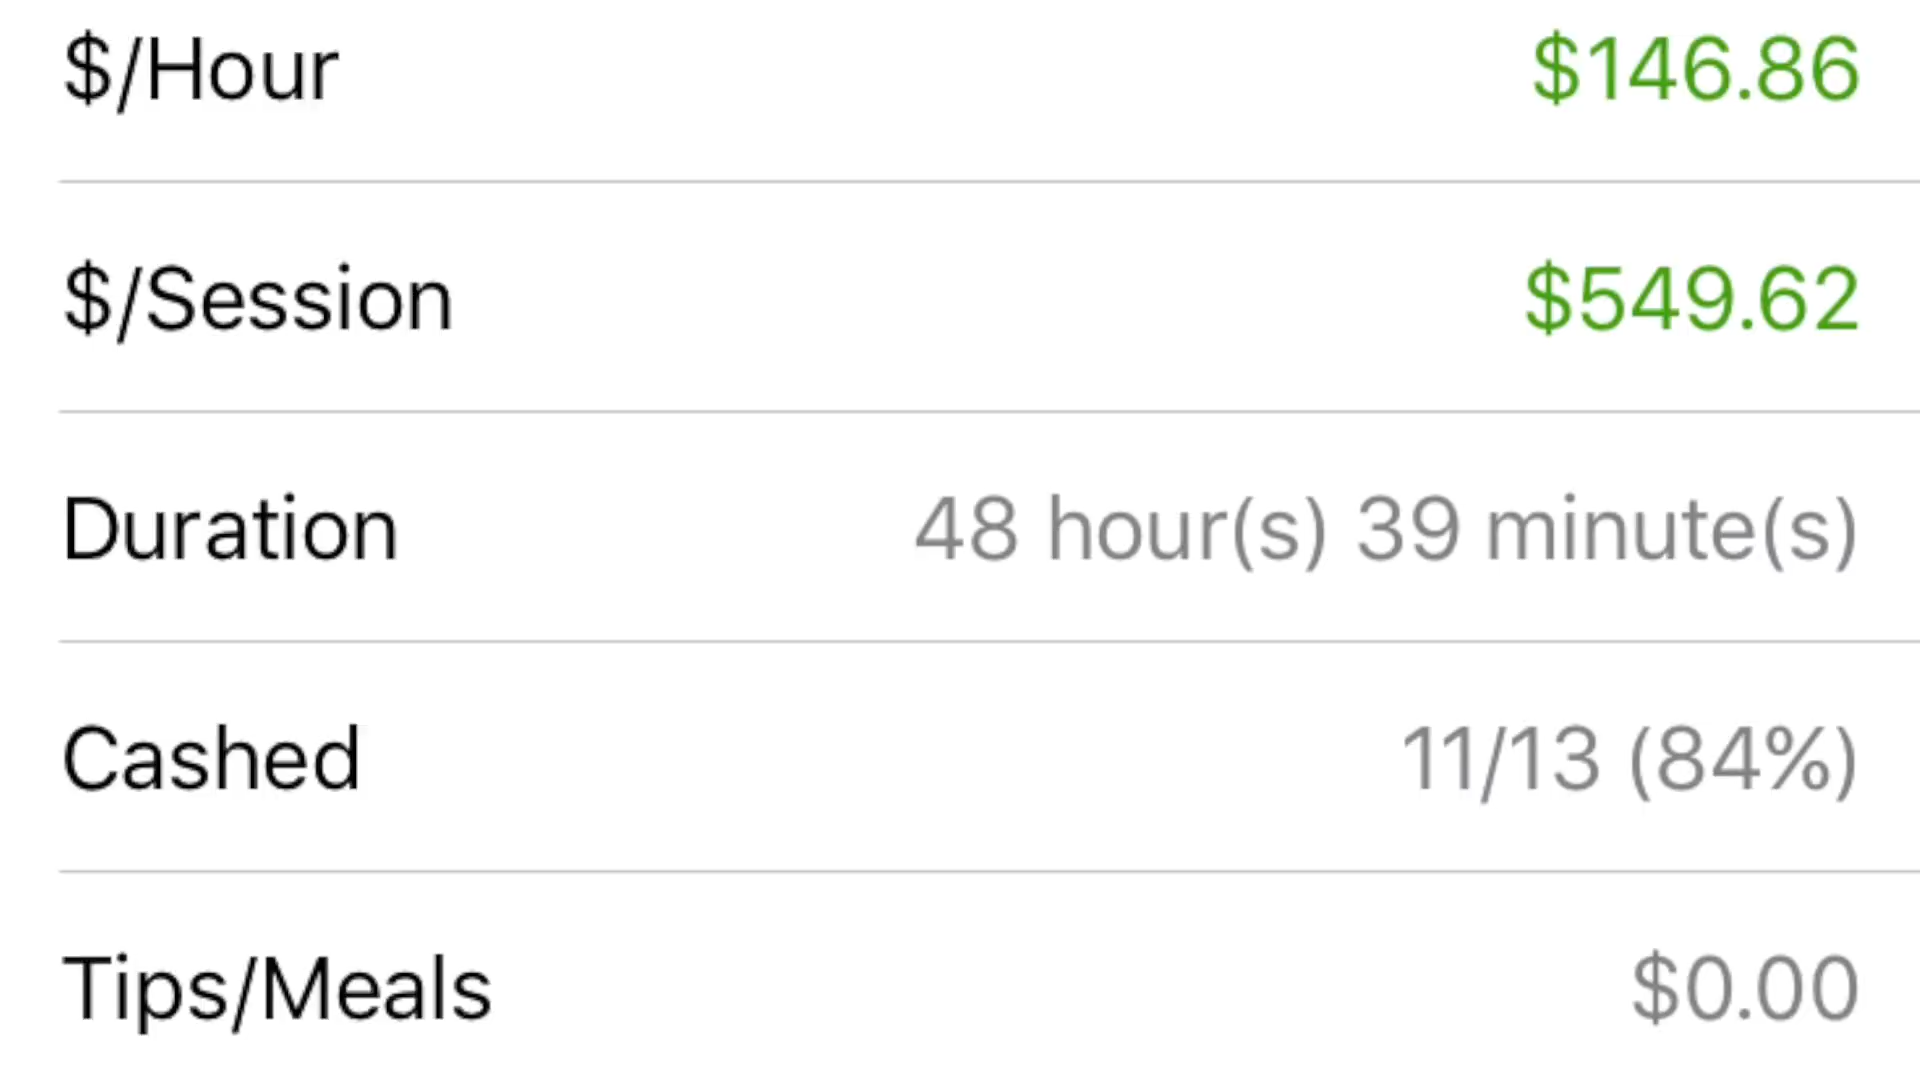 $/Hour $146.86
$/Session $549.62
Duration 48 hour(s) 39 minute(s)
Cashed 11/13 (84%)
Tips/Meals $0.00